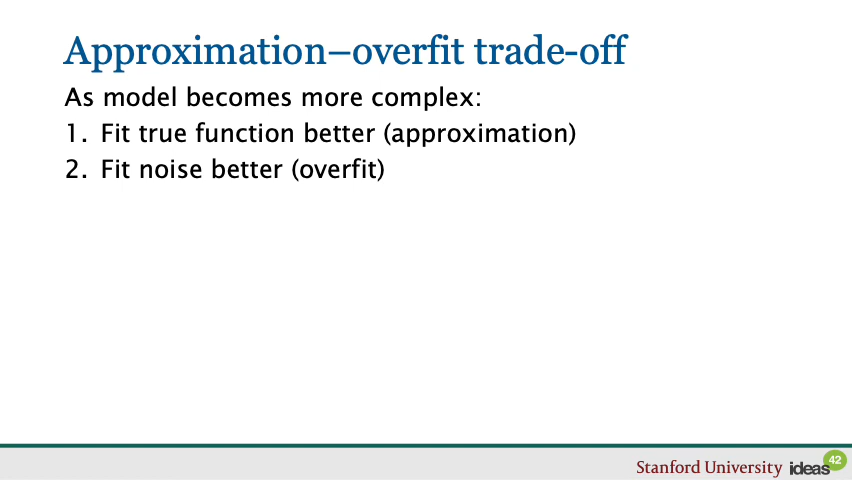 Approximation–overfit trade-off
As model becomes more complex:
1. Fit true function better (approximation)
2. Fit noise better (overfit)
Stanford University ideas 42